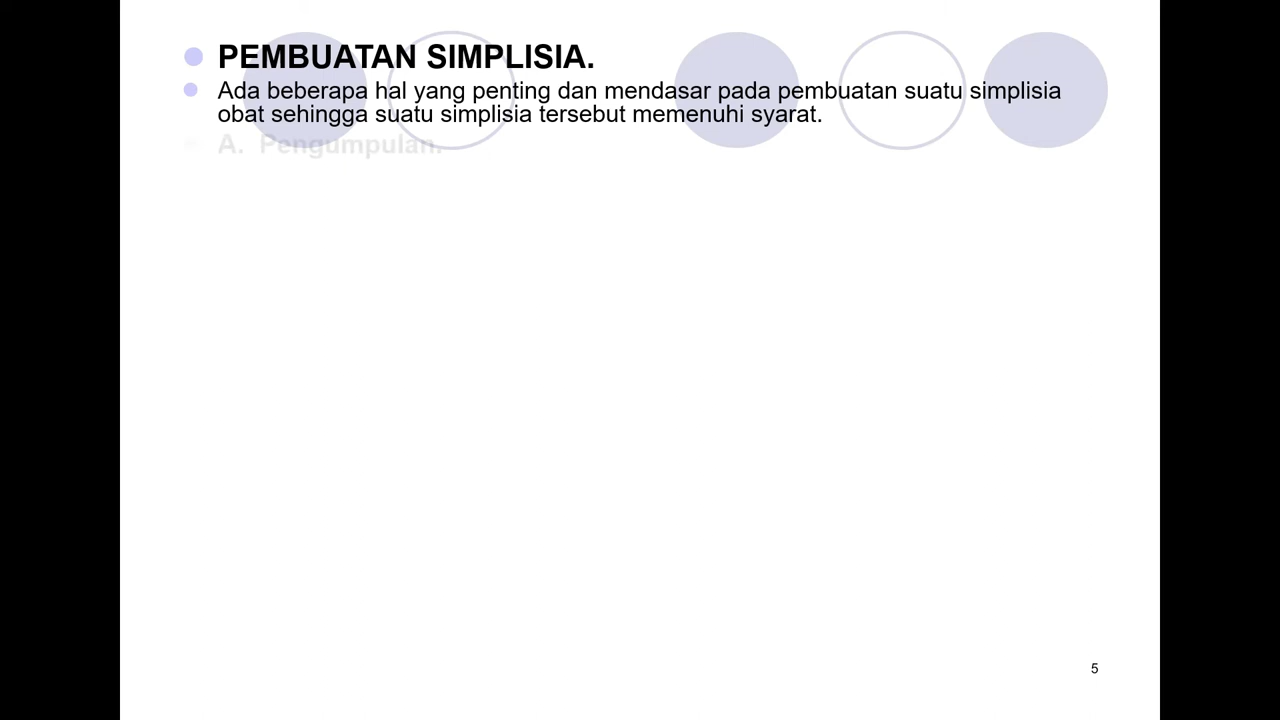 PEMBUATAN SIMPLISIA.
Ada beberapa hal yang penting dan mendasar pada pembuatan suatu simplisia
obat sehingga suatu simplisia tersebut memenuhi syarat.
A. Pengumpulan.
5